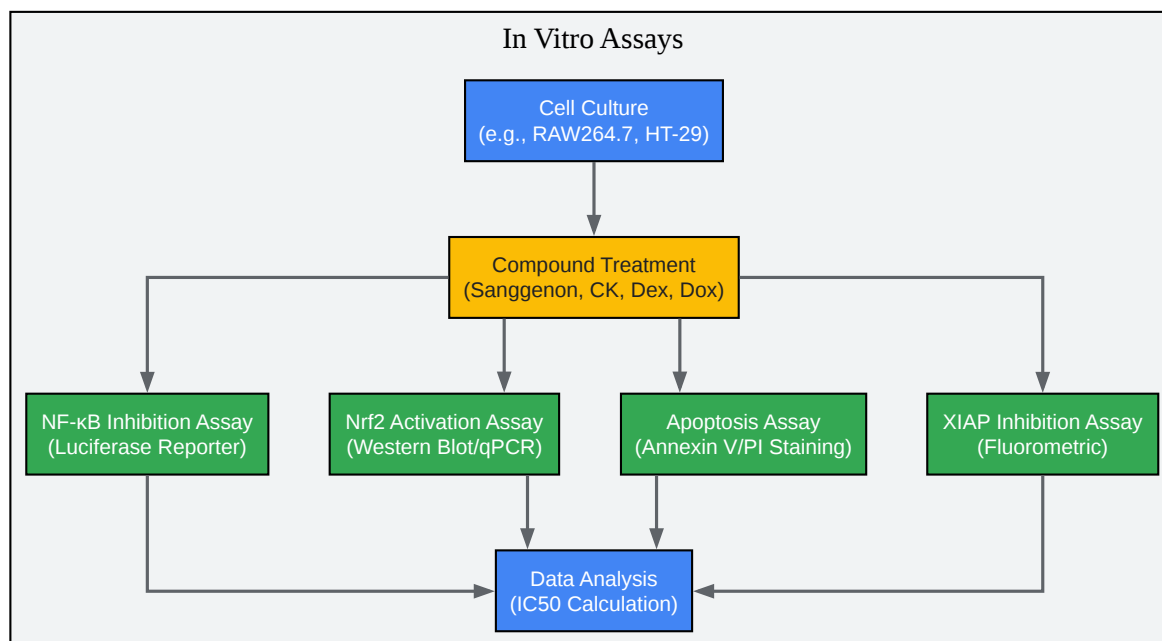 In Vitro Assays
Cell Culture
(e.g., RAW264.7, HT-29)
Compound Treatment
(Sanggenon, CK, Dex, Dox)
NF-κB Inhibition Assay
(Luciferase Reporter)
Nrf2 Activation Assay
(Western Blot/qPCR)
Apoptosis Assay
(Annexin V/PI Staining)
XIAP Inhibition Assay
(Fluorometric)
Data Analysis
(IC50 Calculation)